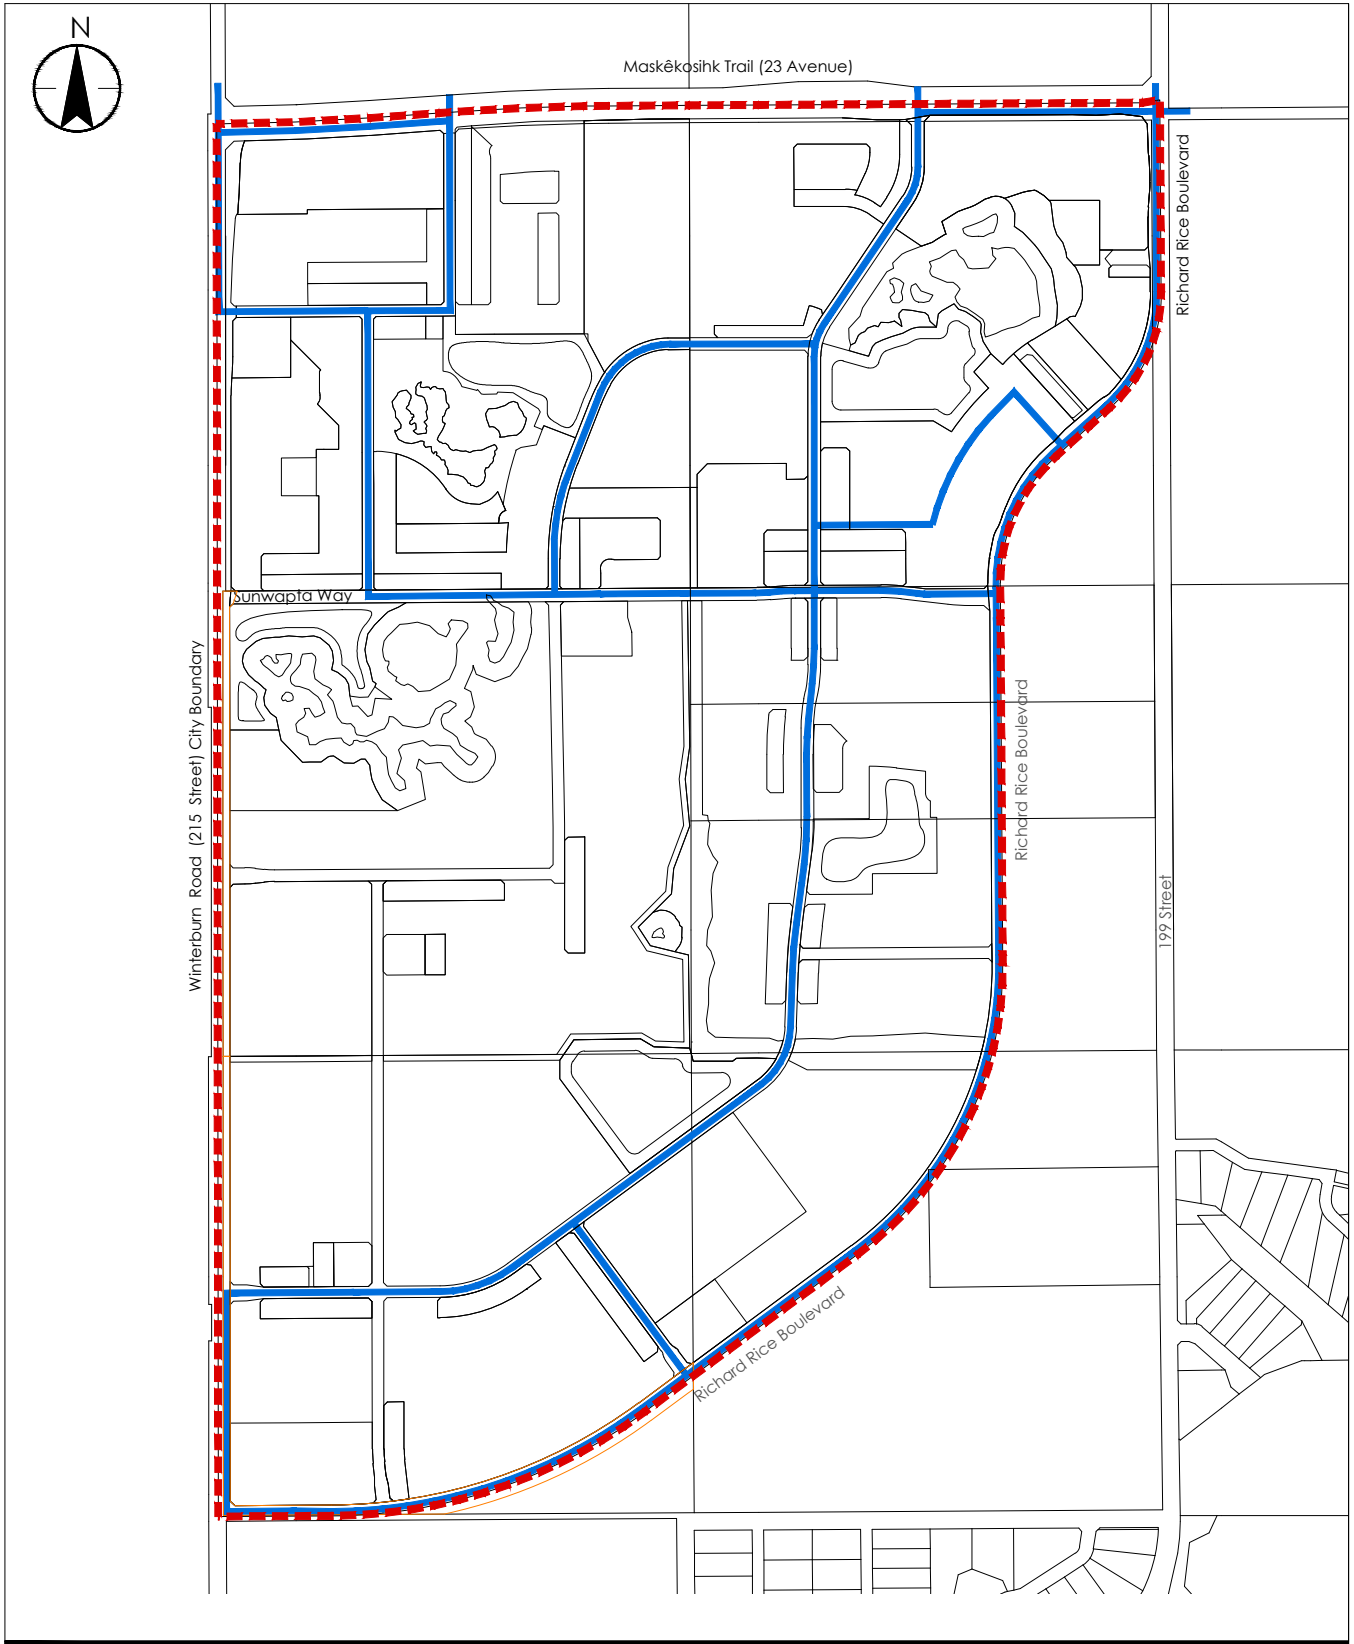 N
Maskêkosihk Trail (23 Avenue)
Richard Rice Boulevard
Sunwapta Way
Winterburn Road (215 Street) City Boundary
Richard Rice Boulevard
199 Street
Richard Rice Boulevard